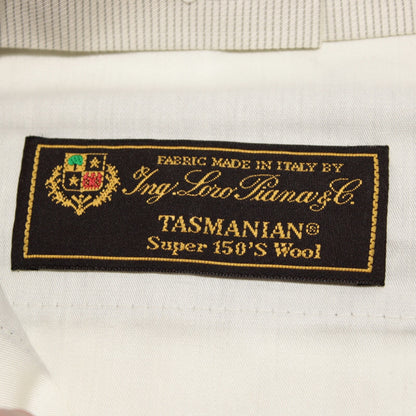 FABRIC MADE IN ITALY BY
Ing. Loro Piana & C.
TASMANIAN®
Super 150'S Wool